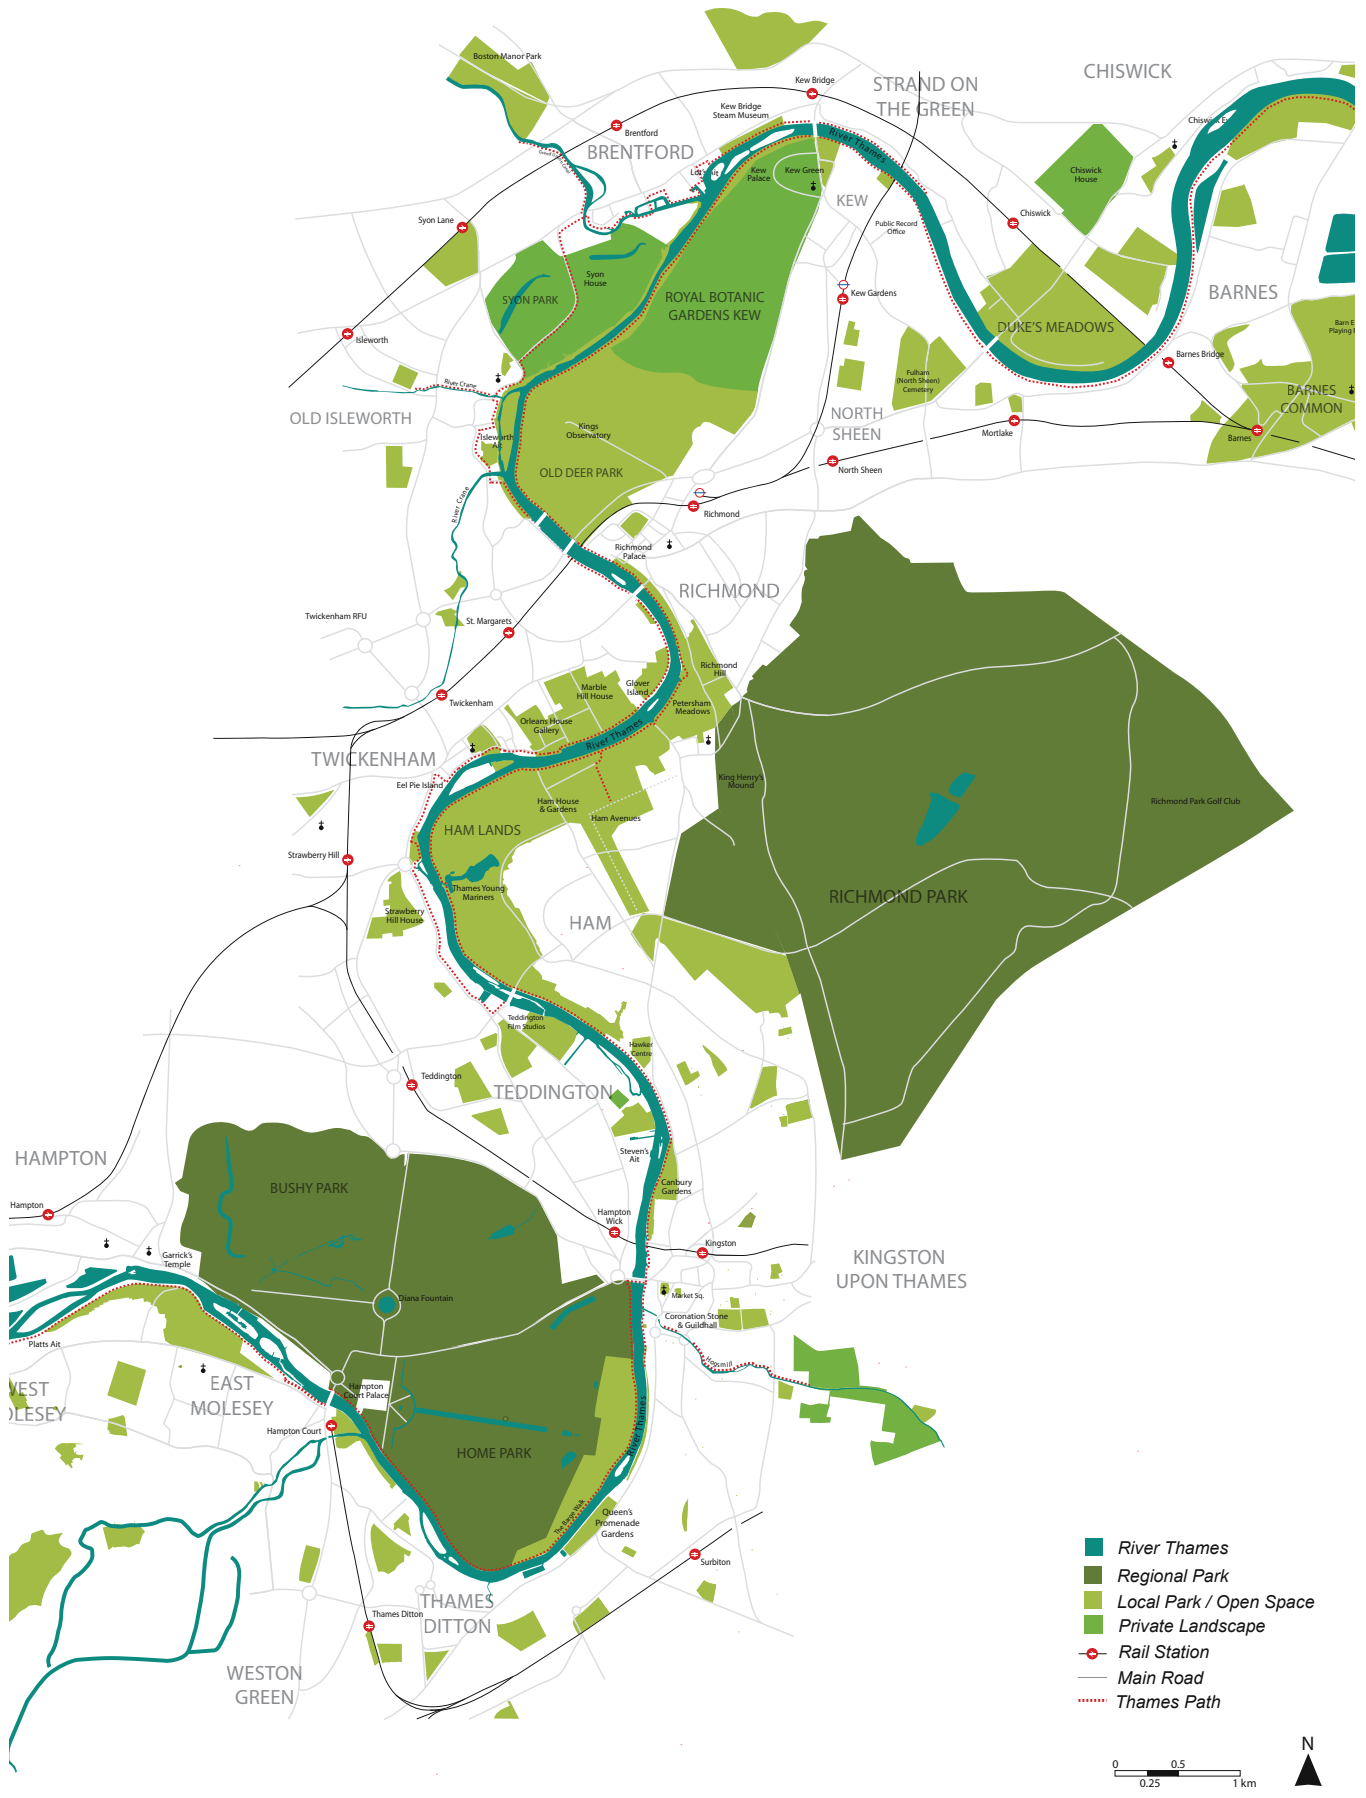 Boston Manor Park
Kew Bridge
STRAND ON
THE GREEN
CHISWICK
Kew Bridge
Steam Museum
Brentford
BRENTFORD
River Thames
Kew
Palace
Kew Green
KEW
Chiswick
House
Syon Lane
Public Record
Office
Chiswick
Syon
House
SYON PARK
ROYAL BOTANIC
GARDENS KEW
Kew Gardens
BARNES
DUKE'S MEADOWS
Isleworth
Barnes Bridge
River Crane
Fulham
(North Sheen)
Cemetery
BARNES
COMMON
OLD ISLEWORTH
Kings
Observatory
Isleworth
Ait
NORTH
SHEEN
Mortlake
Barnes
OLD DEER PARK
North Sheen
River Crane
Richmond
Richmond
Palace
RICHMOND
Twickenham RFU
St. Margarets
Richmond
Hill
Glover
Island
Marble
Hill House
Petersham
Meadows
Twickenham
Orleans House
Gallery
River Thames
TWICKENHAM
Eel Pie Island
King Henry's
Mound
Richmond Park Golf Club
Ham House
& Gardens
Ham Avenues
HAM LANDS
Strawberry Hill
Thames Young
Mariners
RICHMOND PARK
Strawberry
Hill House
HAM
Teddington
Film Studios
Hawker
Centre
Teddington
TEDDINGTON
Steven's
Ait
HAMPTON
BUSHY PARK
Canbury
Gardens
Hampton
Hampton
Wick
Kingston
KINGSTON
UPON THAMES
Garrick's
Temple
Diana Fountain
Market Sq.
Coronation Stone
& Guildhall
Platts Ait
Hogsmill
EAST
MOLESEY
Hampton
Court Palace
Hampton Court
River Thames
HOME PARK
The Barge Walk
Queen's
Promenade
Gardens
Surbiton
THAMES
DITTON
Thames Ditton
WESTON
GREEN
River Thames
Regional Park
Local Park / Open Space
Private Landscape
Rail Station
Main Road
Thames Path
N
0 0.5
0.25 1 km